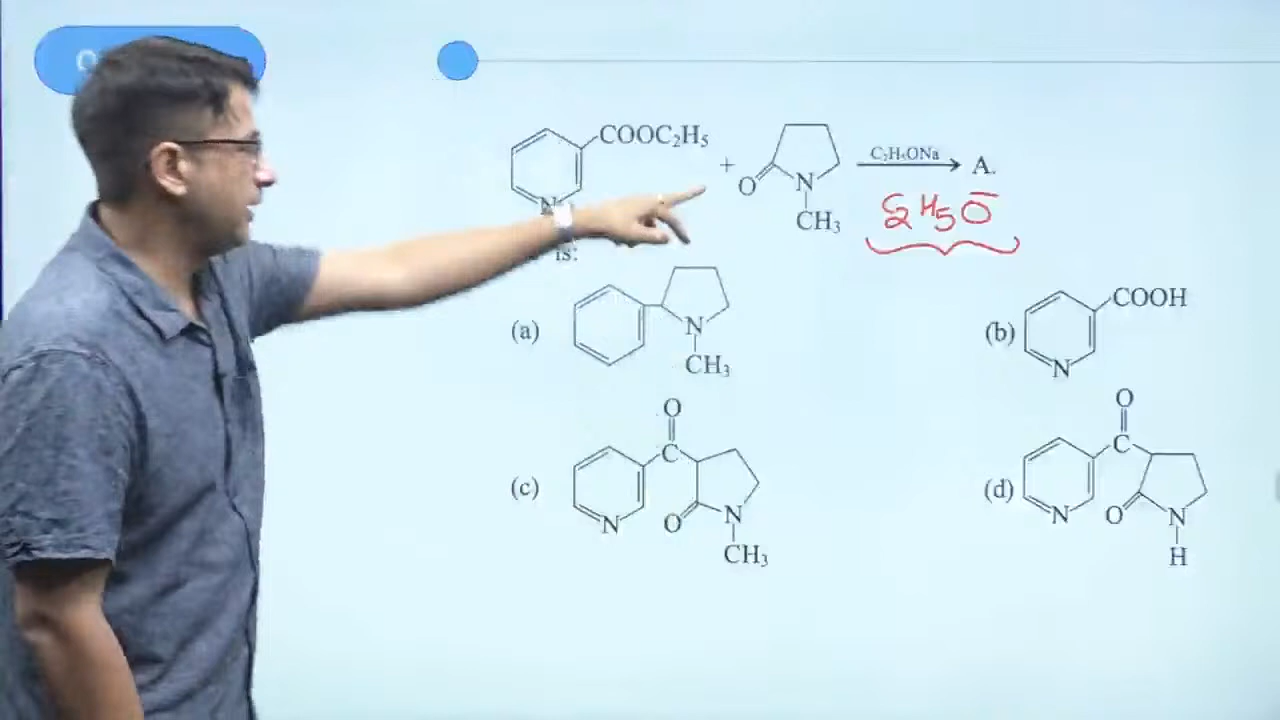 COOC₂H₅
+ O N CH₃ C₂H₅ONa A.
C₂H₅O⁻
is:
(a) N CH₃
(b) COOH N
(c) O C N O N CH₃
(d) O C N O N H